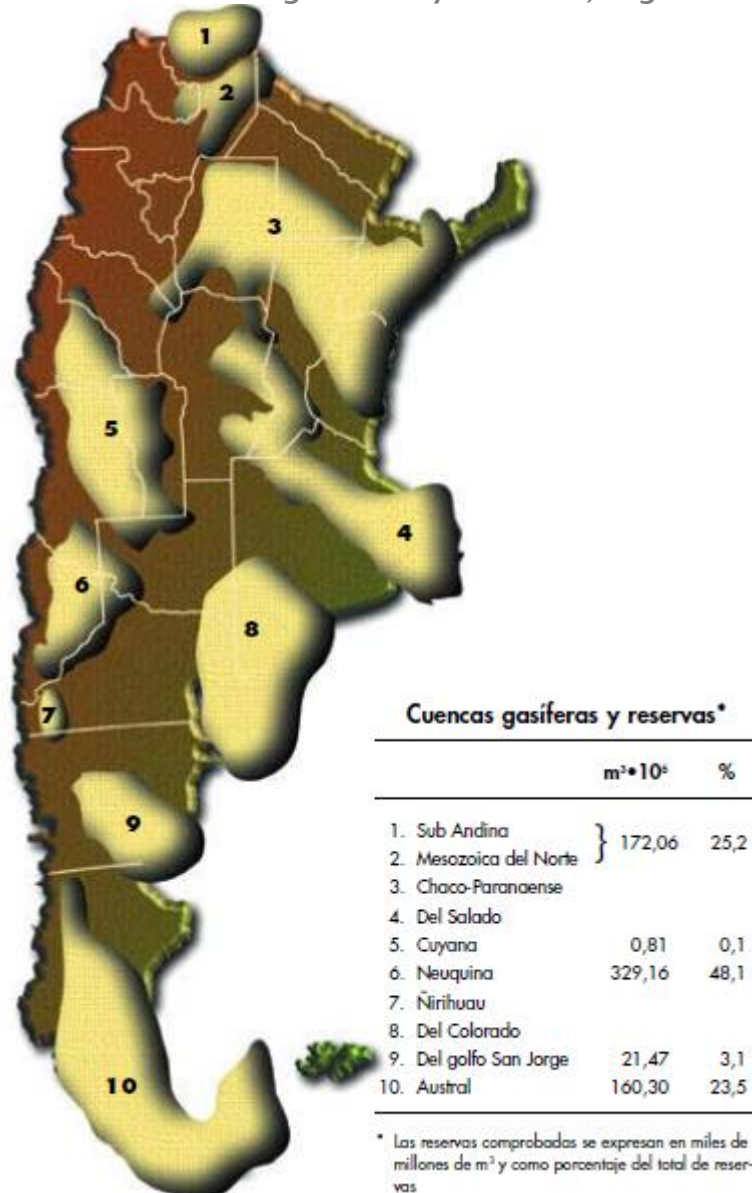 1
2
3
5
4
6
8
7
9
10
Cuencas gasíferas y reservas*
m³•10⁶ %
1. Sub Andina
} 172,06 25,2
2. Mesozoica del Norte
3. Chaco-Paranaense
4. Del Salado
5. Cuyana 0,81 0,1
6. Neuquina 329,16 48,1
7. Ñirihuau
8. Del Colorado
9. Del golfo San Jorge 21,47 3,1
10. Austral 160,30 23,5
* Las reservas comprobadas se expresan en miles de
millones de m³ y como porcentaje del total de reser-
vas